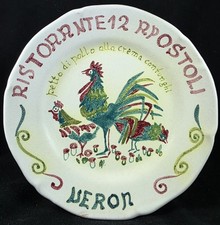 RISTORANTE 12 APOSTOLI
Petto di pollo alla crema con funghi
VERON